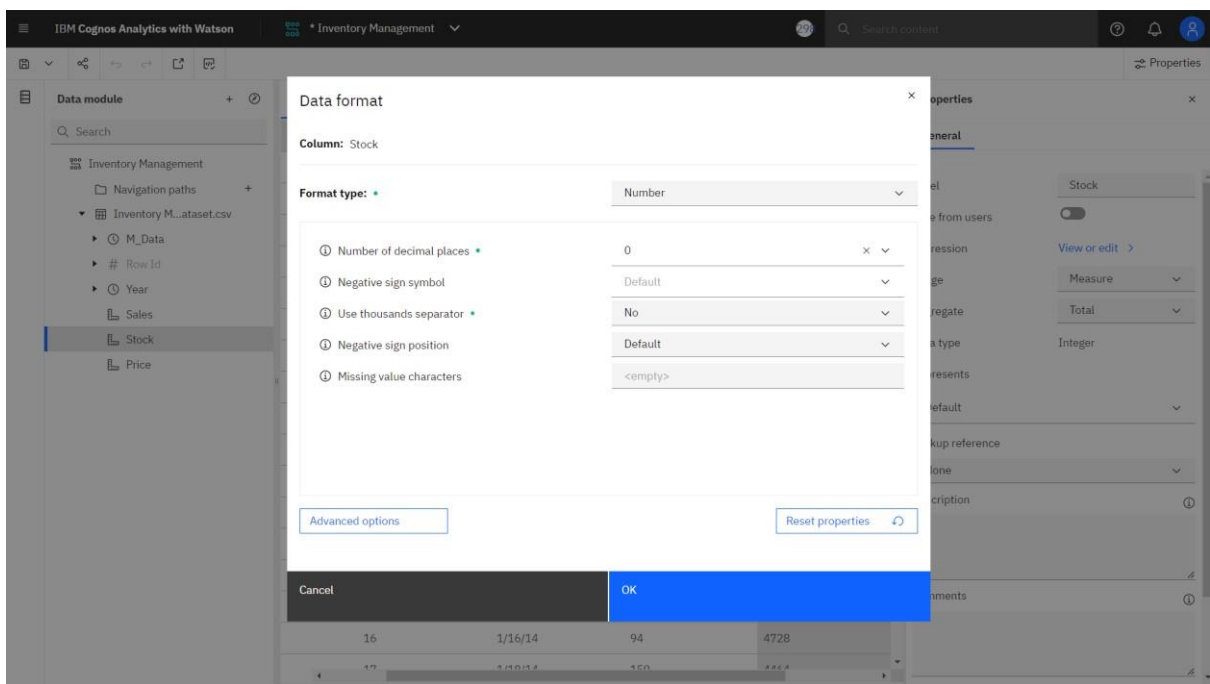 IBM Cognos Analytics with Watson
* Inventory Management
Search content
Properties
Data module
Search
Inventory Management
Navigation paths
Inventory M...ataset.csv
M_Data
Row Id
Year
Sales
Stock
Price
Data format
Column: Stock
Format type:
Number
Number of decimal places
0
Negative sign symbol
Default
Use thousands separator
No
Negative sign position
Default
Missing value characters
<empty>
Advanced options
Reset properties
Cancel
OK
operties
eneral
el
Stock
e from users
ression
View or edit
ge
Measure
regate
Total
a type
Integer
resents
efault
kup reference
lone
cription
nments
16
1/16/14
94
4728